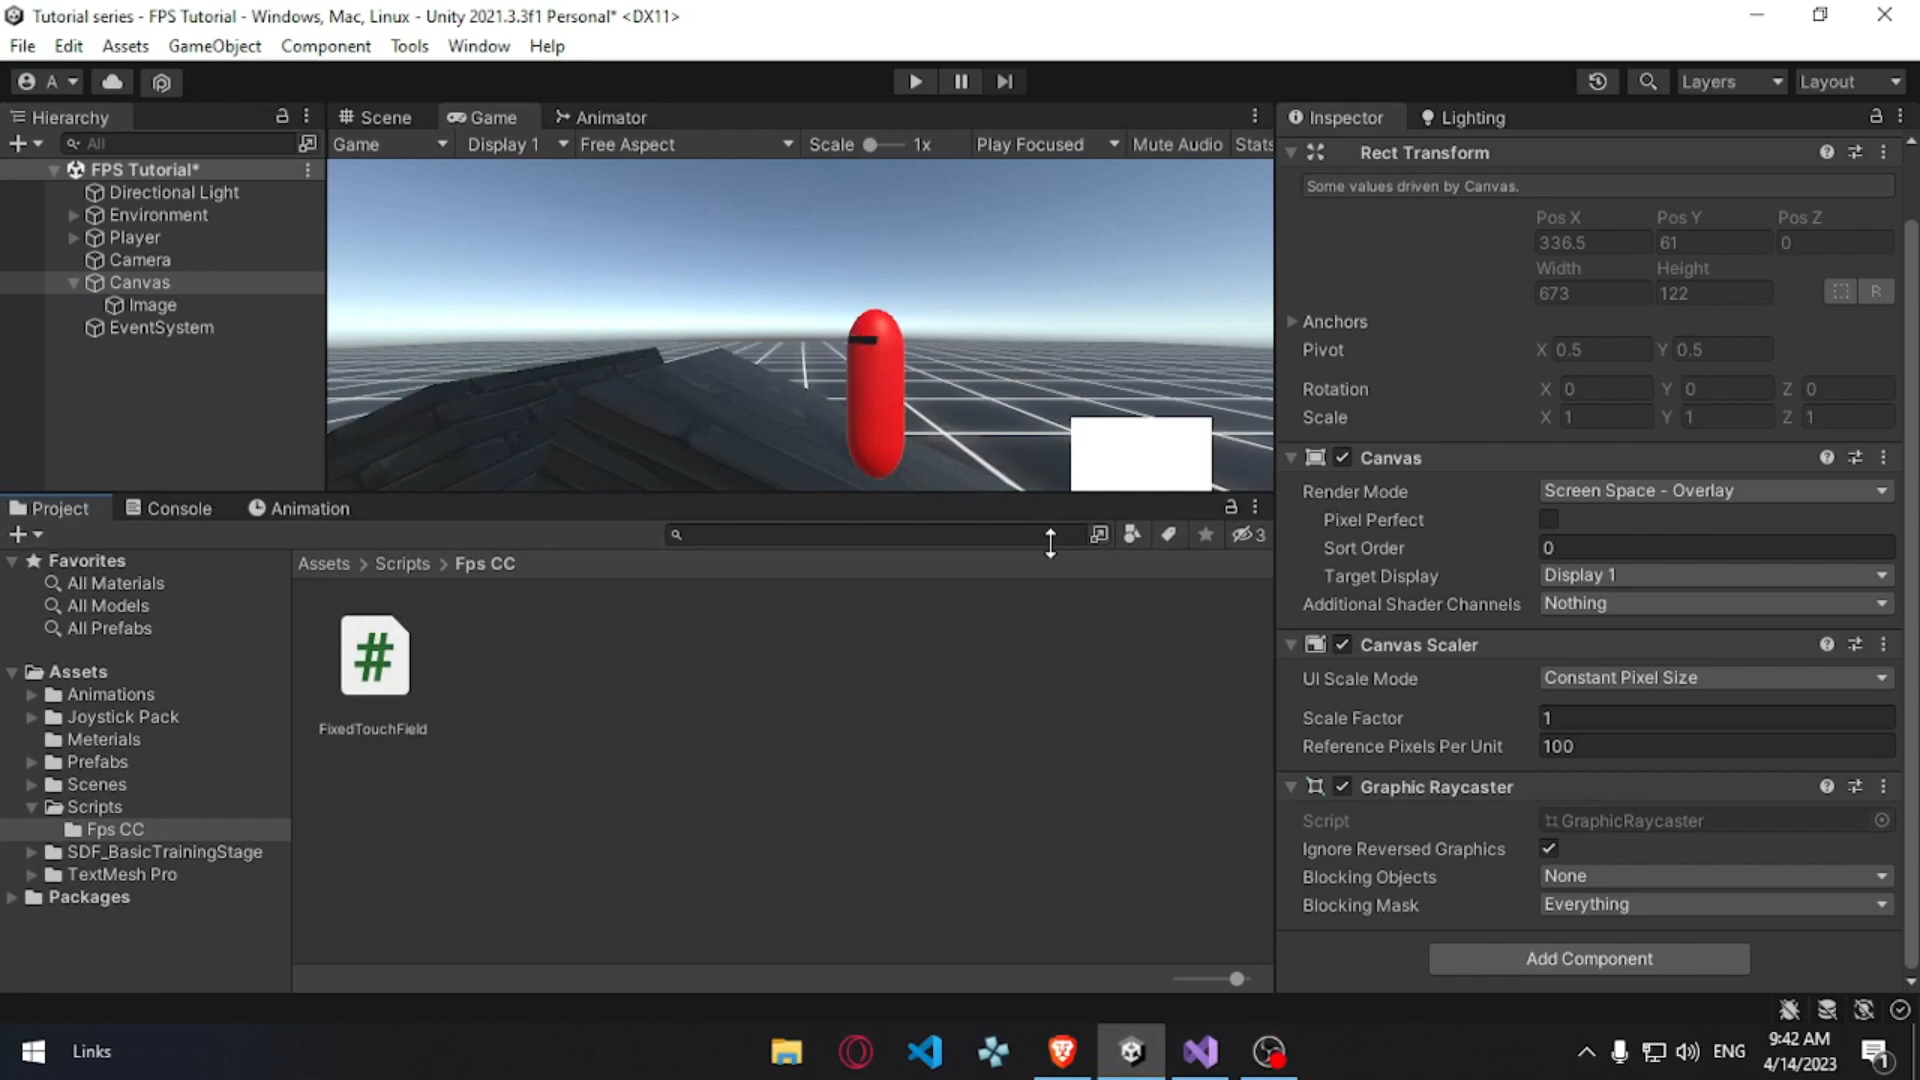 Tutorial series - FPS Tutorial - Windows, Mac, Linux - Unity 2021.3.3f1 Personal* <DX11>
File Edit Assets GameObject Component Tools Window Help
A Layers Layout
Hierarchy
All
FPS Tutorial*
Directional Light
Environment
Player
Camera
Canvas
Image
EventSystem
Scene Game Animator
Game Display 1 Free Aspect Scale 1x Play Focused Mute Audio Stats
Inspector Lighting
Rect Transform
Some values driven by Canvas.
Pos X Pos Y Pos Z
336.5 61 0
Width Height
673 122 R
Anchors
Pivot X 0.5 Y 0.5
Rotation X 0 Y 0 Z 0
Scale X 1 Y 1 Z 1
Canvas
Render Mode Screen Space - Overlay
Pixel Perfect
Sort Order 0
Target Display Display 1
Additional Shader Channels Nothing
Canvas Scaler
UI Scale Mode Constant Pixel Size
Scale Factor 1
Reference Pixels Per Unit 100
Graphic Raycaster
Script GraphicRaycaster
Ignore Reversed Graphics
Blocking Objects None
Blocking Mask Everything
Add Component
Project Console Animation
3
Favorites
All Materials
All Models
All Prefabs
Assets
Animations
Joystick Pack
Meterials
Prefabs
Scenes
Scripts
Fps CC
SDF_BasicTrainingStage
TextMesh Pro
Packages
Assets > Scripts > Fps CC
#
FixedTouchField
Links
ENG
9:42 AM
4/14/2023
1